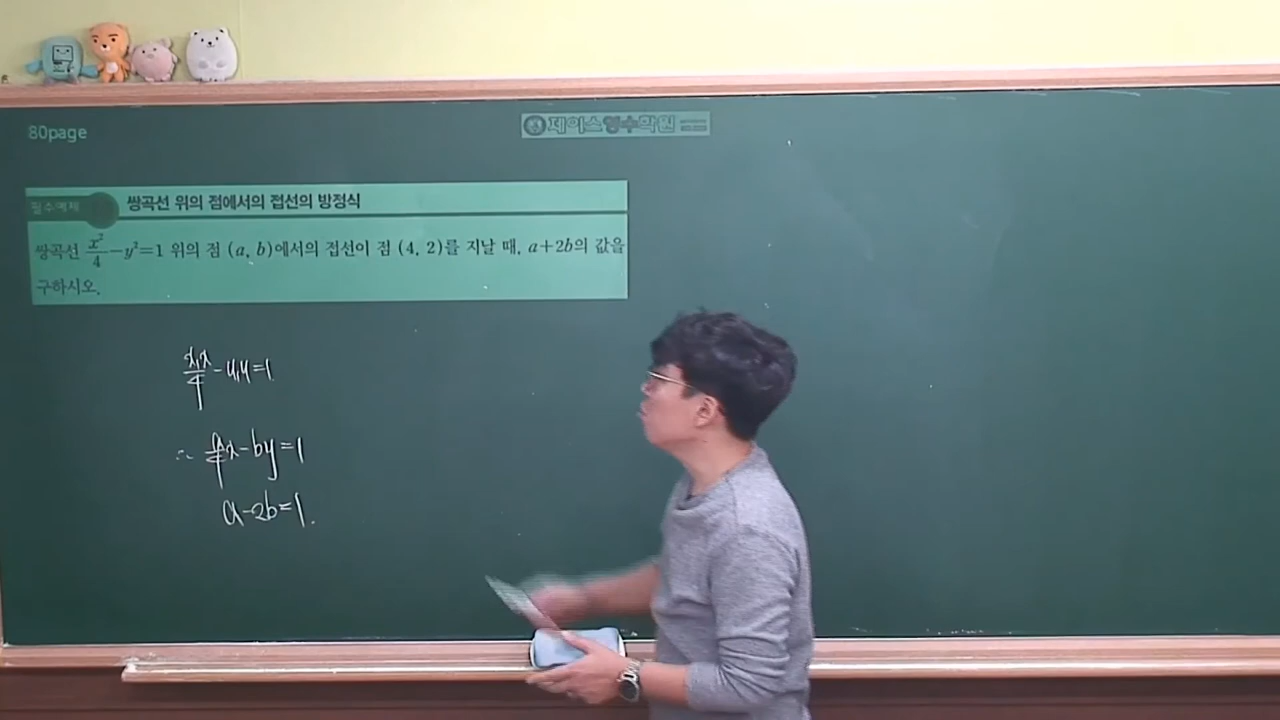 80page
제이스영수학원
필수예제
쌍곡선 위의 점에서의 접선의 방정식
쌍곡선 x²/4−y²=1 위의 점 (a, b)에서의 접선이 점 (4, 2)를 지날 때, a+2b의 값을
구하시오.
x₁x/4 - y₁y=1.
∴ a/4 x-by=1
a-2b=1.